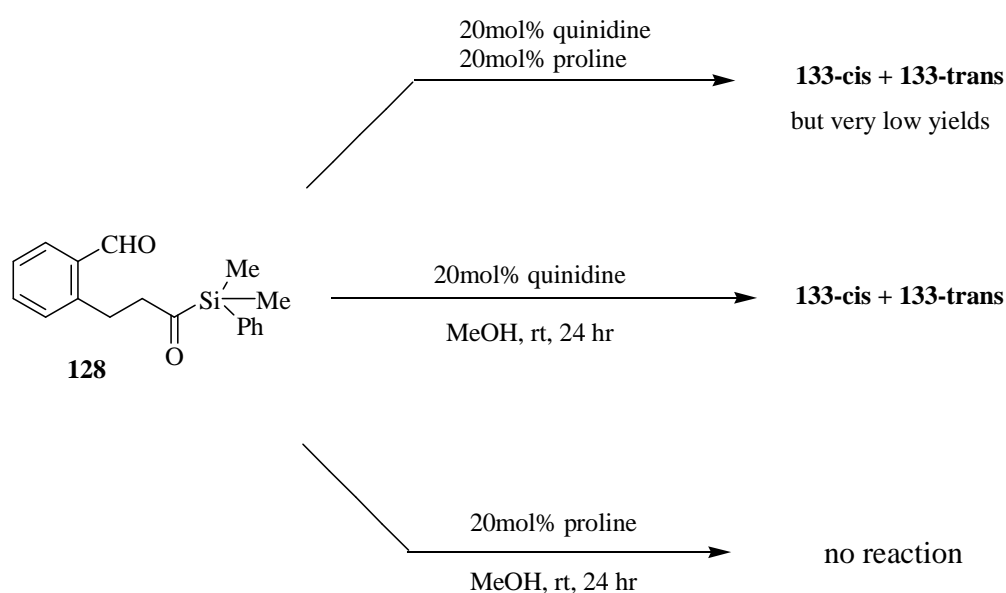 20mol% quinidine
20mol% proline
133-cis + 133-trans
but very low yields
CHO
Me
Si
Me
Ph
O
128
20mol% quinidine
MeOH, rt, 24 hr
133-cis + 133-trans
20mol% proline
MeOH, rt, 24 hr
no reaction